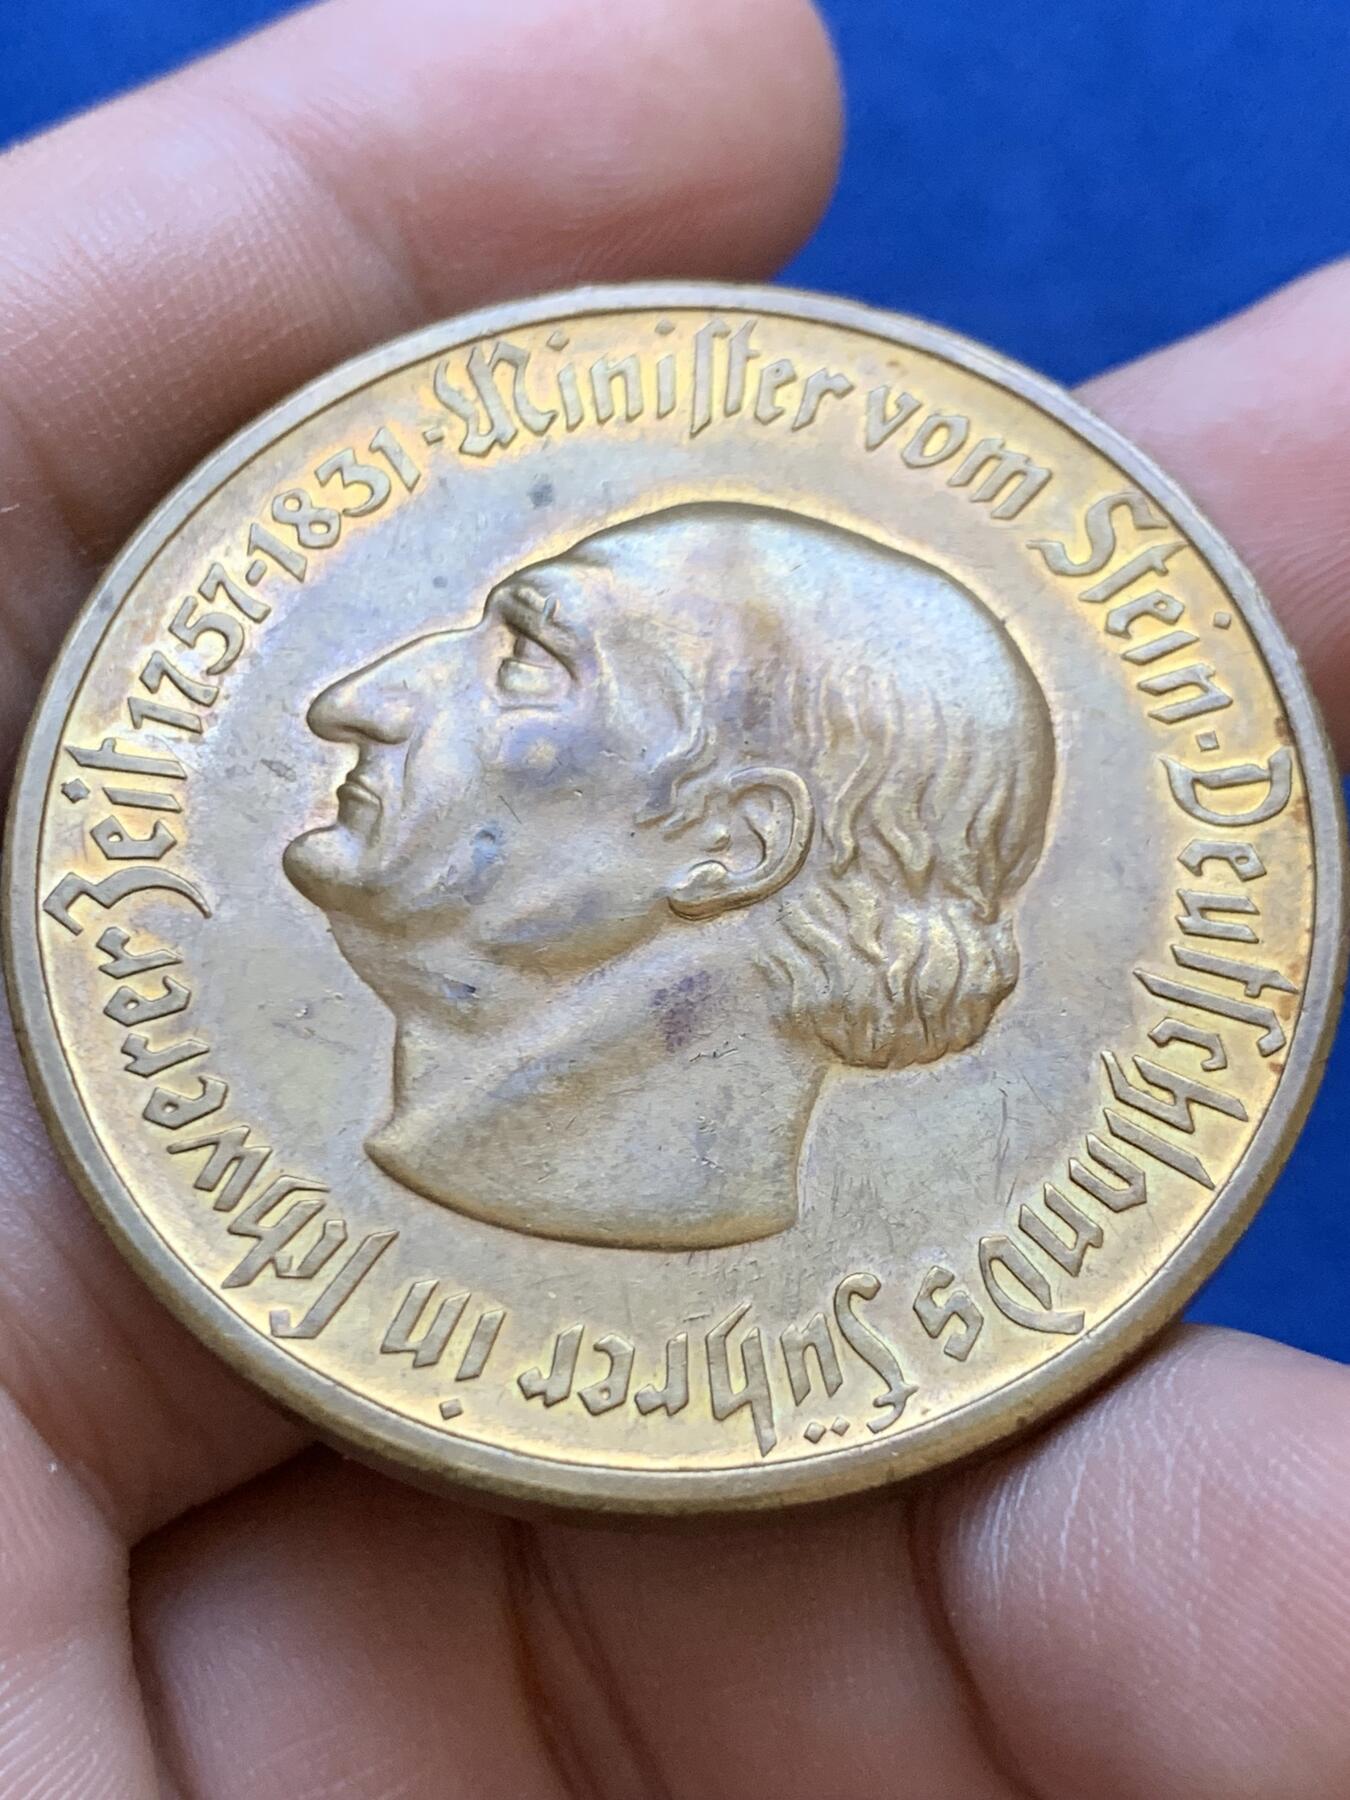 Miniſter vom Stein · Deutſchlands Führer in ſchwerer Zeit 1757-1831 -